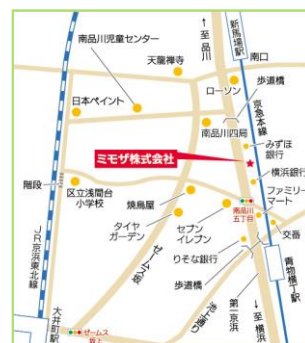 ↑至品川
新馬場駅
南口
南品川児童センター
天龍禅寺
歩道橋
ローソン
日本ペイント
京急本線
南品川四局
みずほ
銀行
ミモザ株式会社
横浜銀行
階段
区立浅間台
小学校
焼鳥屋
ファミリー
マート
タイヤ
ガーデン
セブン
イレブン
南品川
五丁目
交番
ゼームス坂
りそな銀行
JR京浜東北線
青物横丁駅
歩道橋
池上通り
第一京浜
大井町駅
ゼームス
坂上
↓至横浜